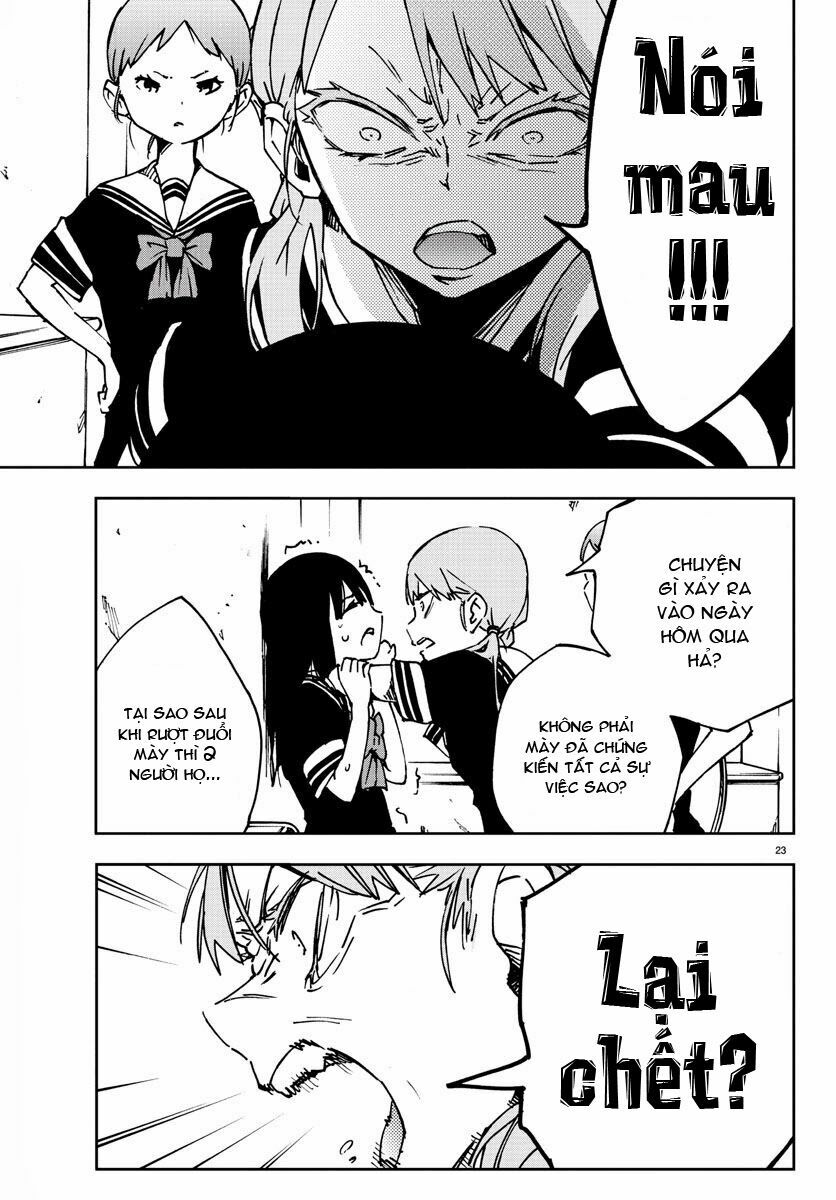 Nói
mau
!!!
CHUYỆN
GÌ XẢY RA
VÀO NGÀY
HÔM QUA
HẢ?
KHÔNG PHẢI
MÀY ĐÃ CHỨNG
KIẾN TẤT CẢ SỰ
VIỆC SAO?
TẠI SAO SAU
KHI RƯỢT ĐUỔI
MÀY THÌ 2
NGƯỜI HỌ...
23
Lại
chết?